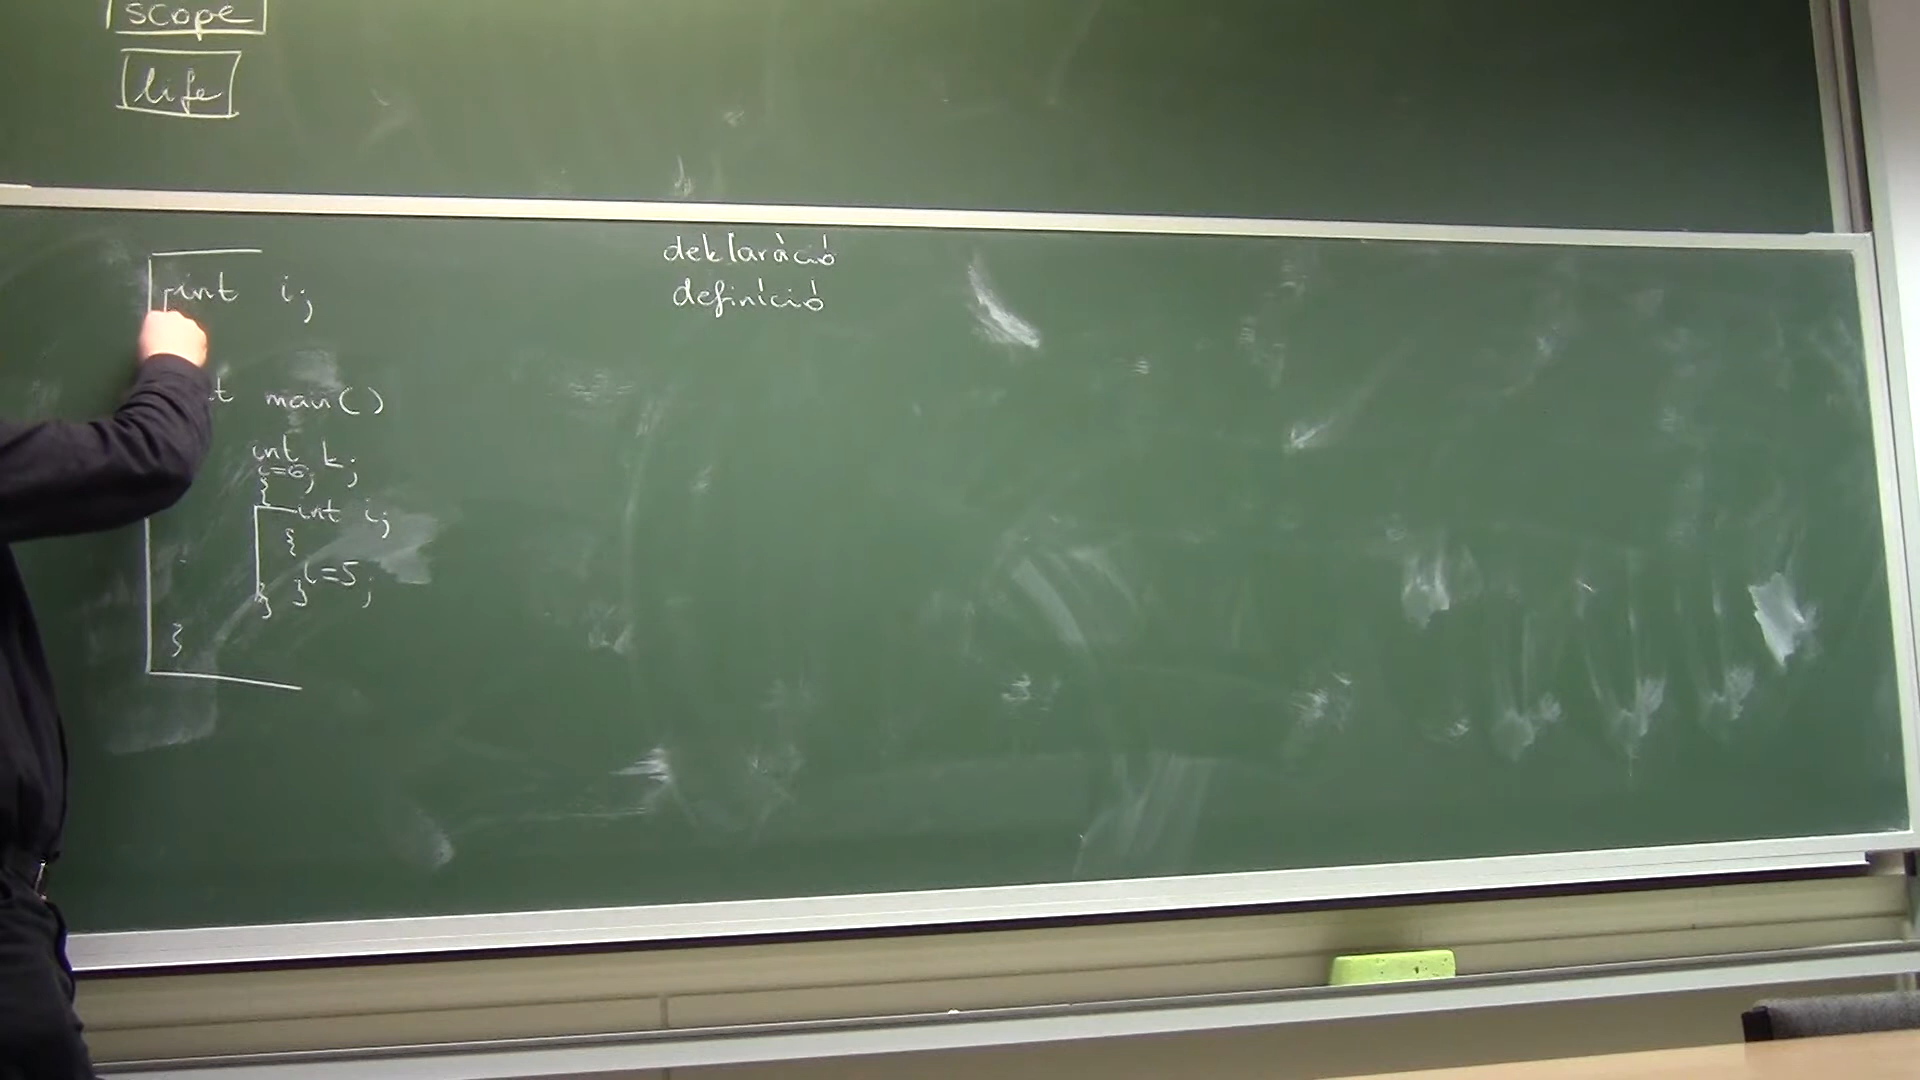 scope
life
deklaráció
definíció
int i;
t main()
int k;
i=6;
{
int i;
{
i=5;
} }
}